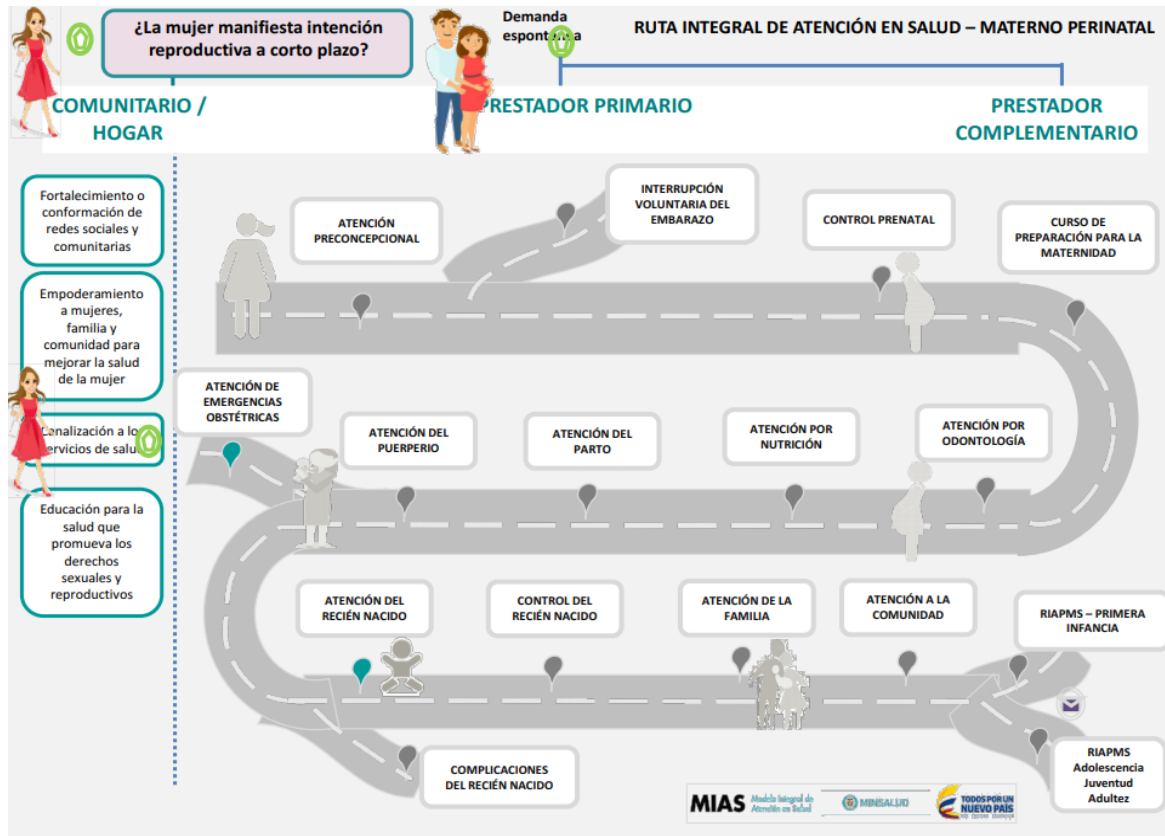 ¿La mujer manifiesta intención
reproductiva a corto plazo?
Demanda
espontánea
RUTA INTEGRAL DE ATENCIÓN EN SALUD – MATERNO PERINATAL
COMUNITARIO /
HOGAR
PRESTADOR PRIMARIO
PRESTADOR
COMPLEMENTARIO
Fortalecimiento o
conformación de
redes sociales y
comunitarias
Empoderamiento
a mujeres,
familia y
comunidad para
mejorar la salud
de la mujer
Canalización a los
servicios de salud
Educación para la
salud que
promueva los
derechos
sexuales y
reproductivos
ATENCIÓN
PRECONCEPCIONAL
INTERRUPCIÓN
VOLUNTARIA DEL
EMBARAZO
CONTROL PRENATAL
CURSO DE
PREPARACIÓN PARA LA
MATERNIDAD
ATENCIÓN DE
EMERGENCIAS
OBSTÉTRICAS
ATENCIÓN DEL
PUERPERIO
ATENCIÓN DEL
PARTO
ATENCIÓN POR
NUTRICIÓN
ATENCIÓN POR
ODONTOLOGÍA
ATENCIÓN DEL
RECIÉN NACIDO
CONTROL DEL
RECIÉN NACIDO
ATENCIÓN DE LA
FAMILIA
ATENCIÓN A LA
COMUNIDAD
RIAPMS – PRIMERA
INFANCIA
COMPLICACIONES
DEL RECIÉN NACIDO
RIAPMS
Adolescencia
Juventud
Adultez
MIAS Modelo Integral de
Atención en Salud
MINSALUD
TODOS POR UN
NUEVO PAÍS